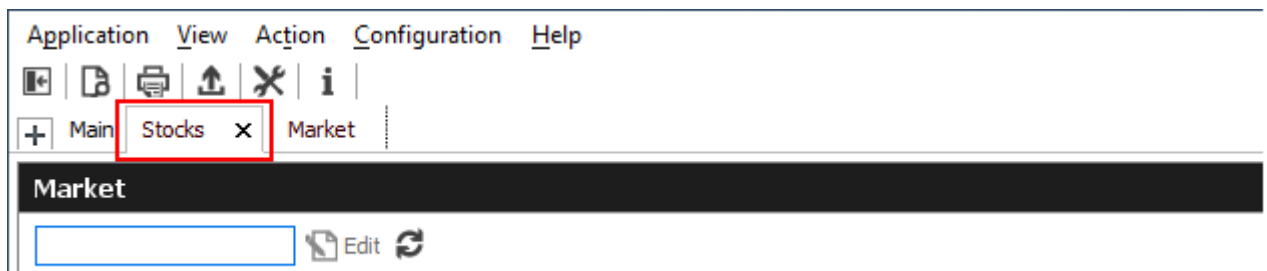 Application View Action Configuration Help
Main Stocks Market
Market
Edit